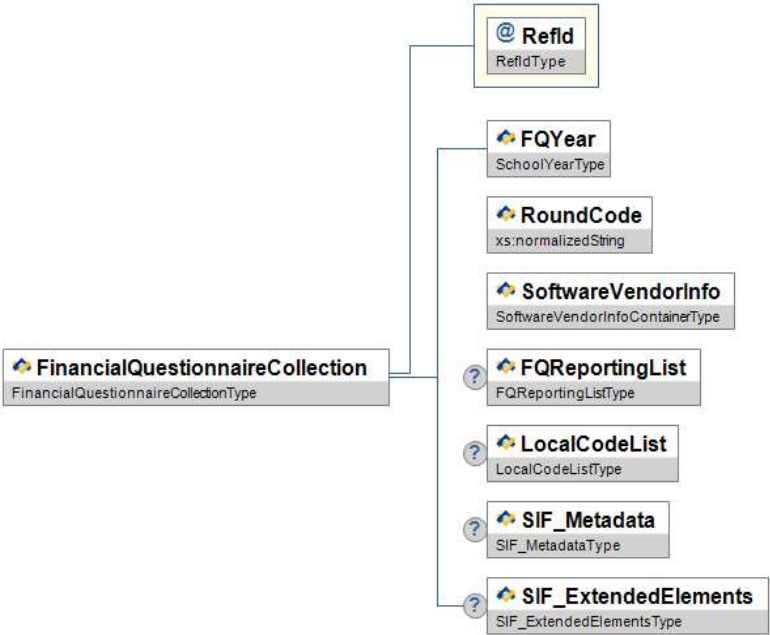 @ RefId
RefIdType
FQYear
SchoolYearType
RoundCode
xs:normalizedString
SoftwareVendorInfo
SoftwareVendorInfoContainerType
FinancialQuestionnaireCollection
FinancialQuestionnaireCollectionType
? FQReportingList
FQReportingListType
? LocalCodeList
LocalCodeListType
? SIF_Metadata
SIF_MetadataType
? SIF_ExtendedElements
SIF_ExtendedElementsType